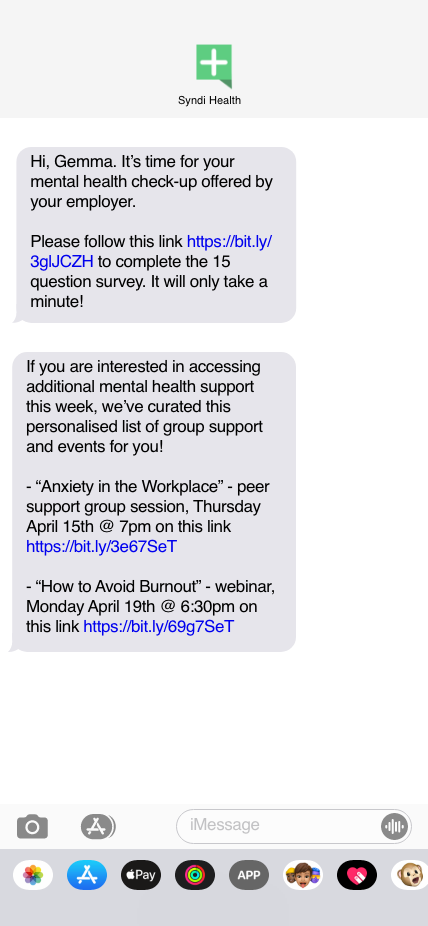 Syndi Health
Hi, Gemma. It's time for your
mental health check-up offered by
your employer.
Please follow this link https://bit.ly/
3glJCZH to complete the 15
question survey. It will only take a
minute!
If you are interested in accessing
additional mental health support
this week, we've curated this
personalised list of group support
and events for you!
- “Anxiety in the Workplace” - peer
support group session, Thursday
April 15th @ 7pm on this link
https://bit.ly/3e67SeT
- “How to Avoid Burnout” - webinar,
Monday April 19th @ 6:30pm on
this link https://bit.ly/69g7SeT
iMessage
Pay
APP